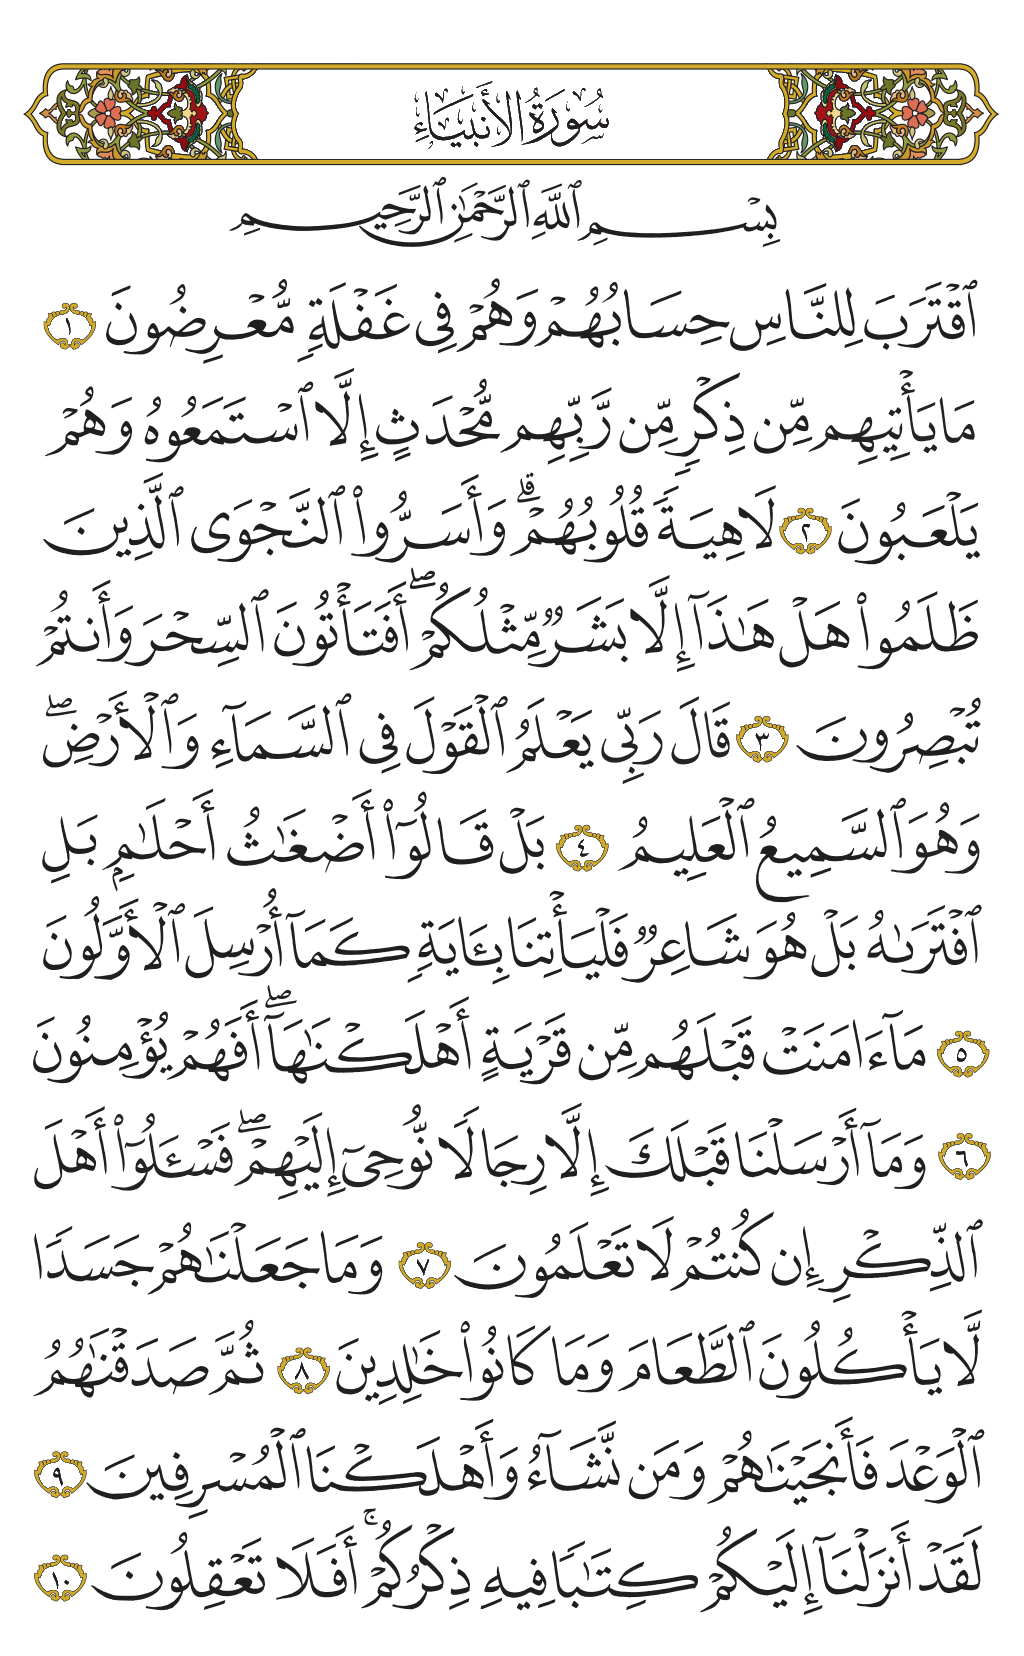 سُورَةُ الأَنبيَاءِ
بِسۡمِ ٱللَّهِ ٱلرَّحۡمَٰنِ ٱلرَّحِيمِ
ٱقۡتَرَبَ لِلنَّاسِ حِسَابُهُمۡ وَهُمۡ فِي غَفۡلَةٖ مُّعۡرِضُونَ ١
مَا يَأۡتِيهِم مِّن ذِكۡرٖ مِّن رَّبِّهِم مُّحۡدَثٍ إِلَّا ٱسۡتَمَعُوهُ وَهُمۡ
يَلۡعَبُونَ ٢ لَاهِيَةٗ قُلُوبُهُمۡۗ وَأَسَرُّواْ ٱلنَّجۡوَى ٱلَّذِينَ
ظَلَمُواْ هَلۡ هَٰذَآ إِلَّا بَشَرٞ مِّثۡلُكُمۡۖ أَفَتَأۡتُونَ ٱلسِّحۡرَ وَأَنتُمۡ
تُبۡصِرُونَ ٣ قَالَ رَبِّي يَعۡلَمُ ٱلۡقَوۡلَ فِي ٱلسَّمَآءِ وَٱلۡأَرۡضِۖ
وَهُوَ ٱلسَّمِيعُ ٱلۡعَلِيمُ ٤ بَلۡ قَالُوٓاْ أَضۡغَٰثُ أَحۡلَٰمِۭ بَلِ
ٱفۡتَرَىٰهُ بَلۡ هُوَ شَاعِرٞ فَلۡيَأۡتِنَا بِـَٔايَةٖ كَمَآ أُرۡسِلَ ٱلۡأَوَّلُونَ
٥ مَآ ءَامَنَتۡ قَبۡلَهُم مِّن قَرۡيَةٍ أَهۡلَكۡنَٰهَآۖ أَفَهُمۡ يُؤۡمِنُونَ
٦ وَمَآ أَرۡسَلۡنَا قَبۡلَكَ إِلَّا رِجَالٗا نُّوحِيٓ إِلَيۡهِمۡۖ فَسۡـَٔلُوٓاْ أَهۡلَ
ٱلذِّكۡرِ إِن كُنتُمۡ لَا تَعۡلَمُونَ ٧ وَمَا جَعَلۡنَٰهُمۡ جَسَدٗا
لَّا يَأۡكُلُونَ ٱلطَّعَامَ وَمَا كَانُواْ خَٰلِدِينَ ٨ ثُمَّ صَدَقۡنَٰهُمُ
ٱلۡوَعۡدَ فَأَنجَيۡنَٰهُمۡ وَمَن نَّشَآءُ وَأَهۡلَكۡنَا ٱلۡمُسۡرِفِينَ ٩
لَقَدۡ أَنزَلۡنَآ إِلَيۡكُمۡ كِتَٰبٗا فِيهِ ذِكۡرُكُمۡۚ أَفَلَا تَعۡقِلُونَ ١٠